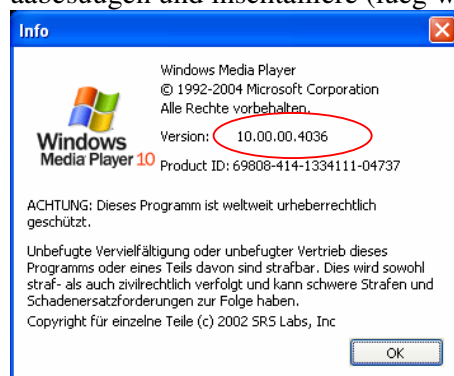 Info
Windows Media Player
© 1992-2004 Microsoft Corporation
Alle Rechte vorbehalten.
Version: 10.00.00.4036
Windows
Media Player 10
Product ID: 69808-414-1334111-04737
ACHTUNG: Dieses Programm ist weltweit urheberrechtlich
geschützt.
Unbefugte Vervielfältigung oder unbefugter Vertrieb dieses
Programms oder eines Teils davon sind strafbar. Dies wird sowohl
straf- als auch zivilrechtlich verfolgt und kann schwere Strafen und
Schadenersatzforderungen zur Folge haben.
Copyright für einzelne Teile (c) 2002 SRS Labs, Inc
OK